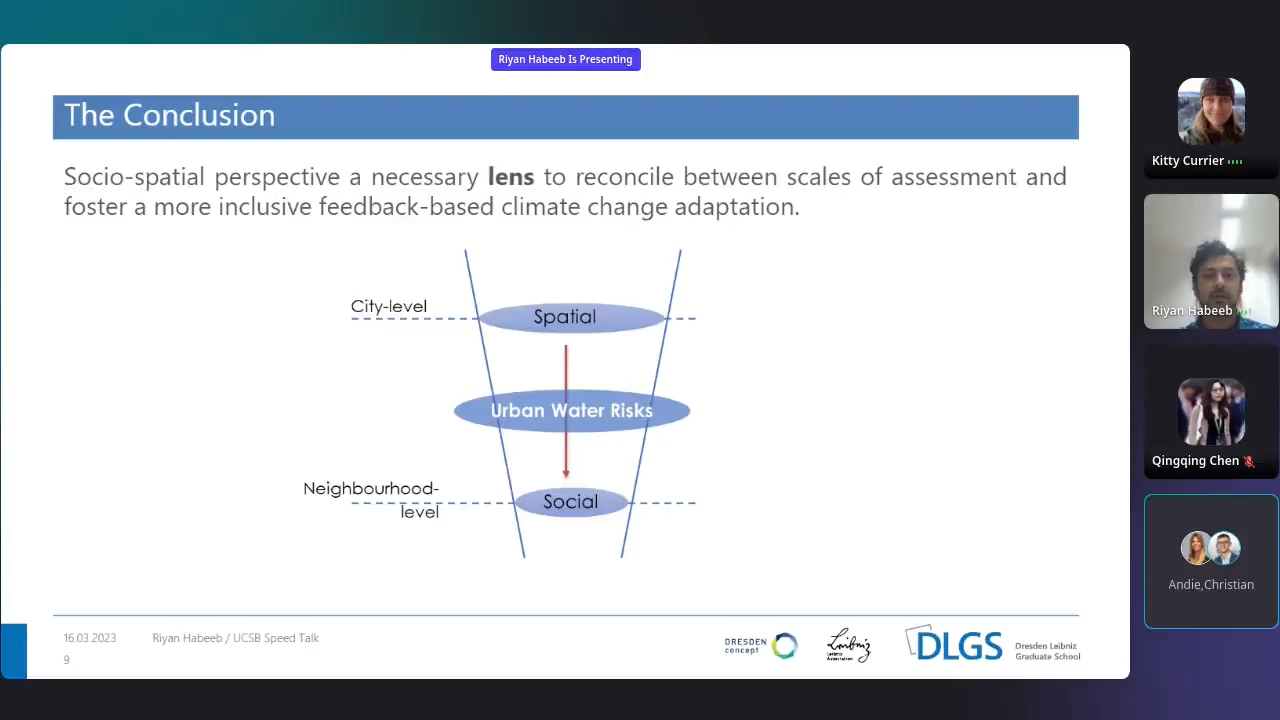 Riyan Habeeb Is Presenting
The Conclusion
Socio-spatial perspective a necessary lens to reconcile between scales of assessment and
foster a more inclusive feedback-based climate change adaptation.
City-level
Spatial
Urban Water Risks
Neighbourhood-
level
Social
16.03.2023
Riyan Habeeb / UCSB Speed Talk
9
DRESDEN
concept
Leibniz
Leibniz
Association
DLGS
Dresden Leibniz
Graduate School
Kitty Currier
Riyan Habeeb
Qingqing Chen
Andie,Christian